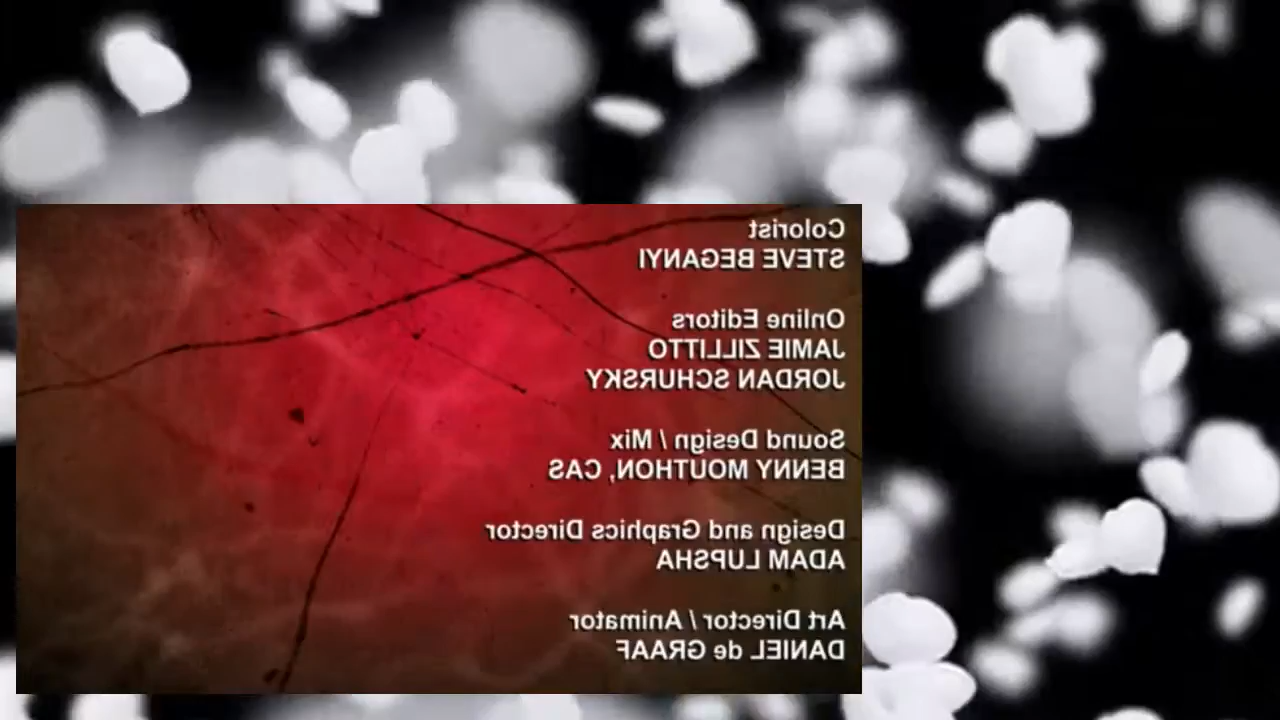 Colorist
STEVE BEGANYI
Online Editors
JAMIE ZILLITTO
JORDAN SCHURSKY
Sound Design / Mix
BENNY MOUTHON, CAS
Design and Graphics Director
ADAM LUPSHA
Art Director / Animator
DANIEL de GRAAF